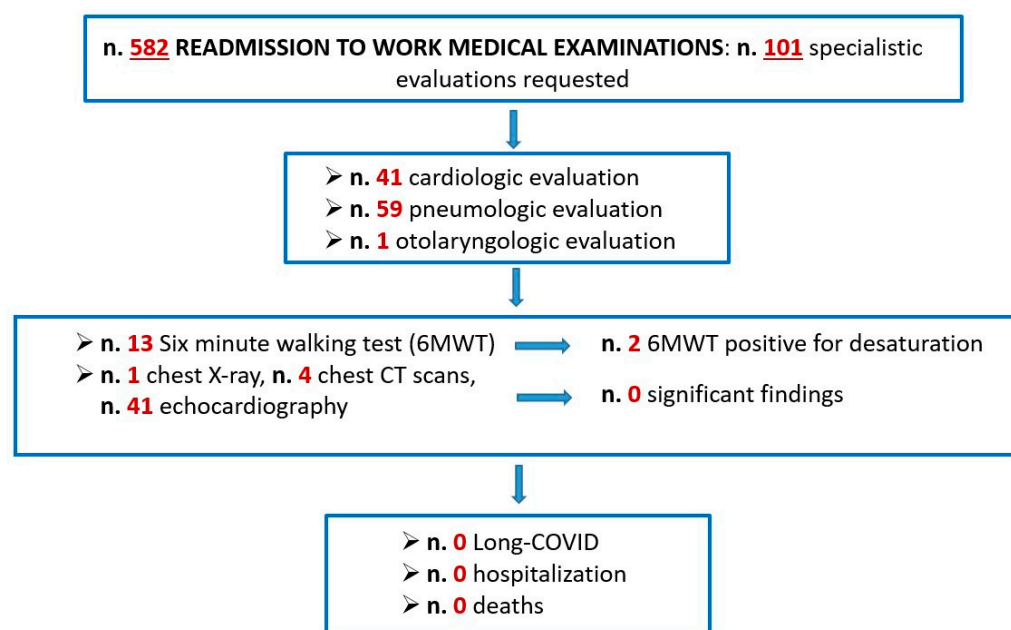 n. 582 READMISSION TO WORK MEDICAL EXAMINATIONS: n. 101 specialistic
evaluations requested
➢ n. 41 cardiologic evaluation
➢ n. 59 pneumologic evaluation
➢ n. 1 otolaryngologic evaluation
➢ n. 13 Six minute walking test (6MWT)
n. 2 6MWT positive for desaturation
➢ n. 1 chest X-ray, n. 4 chest CT scans,
n. 41 echocardiography
n. 0 significant findings
➢ n. 0 Long-COVID
➢ n. 0 hospitalization
➢ n. 0 deaths